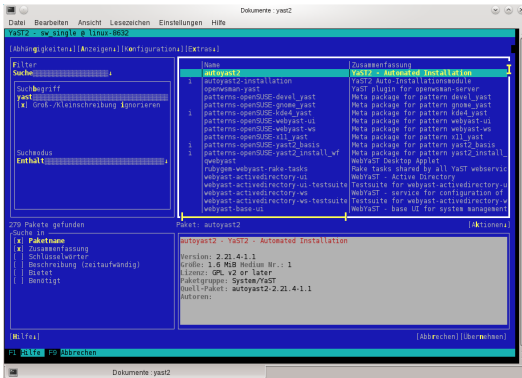 Dokumente : yast2
Datei Bearbeiten Ansicht Lesezeichen Einstellungen Hilfe
YaST2 - sw_single @ linux-8632
[Abhängigkeiten↓][Anzeigen↓][Konfiguration↓][Extras↓]
Filter
Suche
Suchbegriff
yast
[x] Groß-/Kleinschreibung ignorieren
Suchmodus
Enthält
Name Zusammenfassung
autoyast2 YaST2 - Automated Installation
i autoyast2-installation YaST2 Auto-Installationsmodule
openwsman-yast YaST plugin for openwsman-server
patterns-openSUSE-devel_yast Meta package for pattern devel_yast
patterns-openSUSE-gnome_yast Meta package for pattern gnome_yast
i patterns-openSUSE-kde4_yast Meta package for pattern kde4_yast
patterns-openSUSE-webyast-ui Meta package for pattern webyast-ui
patterns-openSUSE-webyast-ws Meta package for pattern webyast-ws
patterns-openSUSE-x11_yast Meta package for pattern x11_yast
i patterns-openSUSE-yast2_basis Meta package for pattern yast2_basis
i patterns-openSUSE-yast2_install_wf Meta package for pattern yast2_install_
qwebyast WebYaST Desktop Applet
rubygem-webyast-rake-tasks Rake tasks shared by all YaST webservic
webyast-activedirectory-ui WebYaST - Active Directory
webyast-activedirectory-ui-testsuite Testsuite for webyast-activedirectory-u
webyast-activedirectory-ws WebYaST - service for configuration of
webyast-activedirectory-ws-testsuite Testsuite for webyast-activedirectory-w
webyast-base-ui WebYaST - base UI for system management
279 Pakete gefunden
Paket: autoyast2 [Aktionen↓]
Suche in
[x] Paketname
[x] Zusammenfassung
[ ] Schlüsselwörter
[ ] Beschreibung (zeitaufwändig)
[ ] Bietet
[ ] Benötigt
autoyast2 - YaST2 - Automated Installation
Version: 2.21.4-1.1
Größe: 1.6 MiB Medium Nr.: 1
Lizenz: GPL v2 or later
Paketgruppe: System/YaST
Quell-Paket: autoyast2-2.21.4-1.1
Autoren:
[Hilfe↓] [Abbrechen][Übernehmen]
F1 Hilfe F9 Abbrechen
Dokumente : yast2